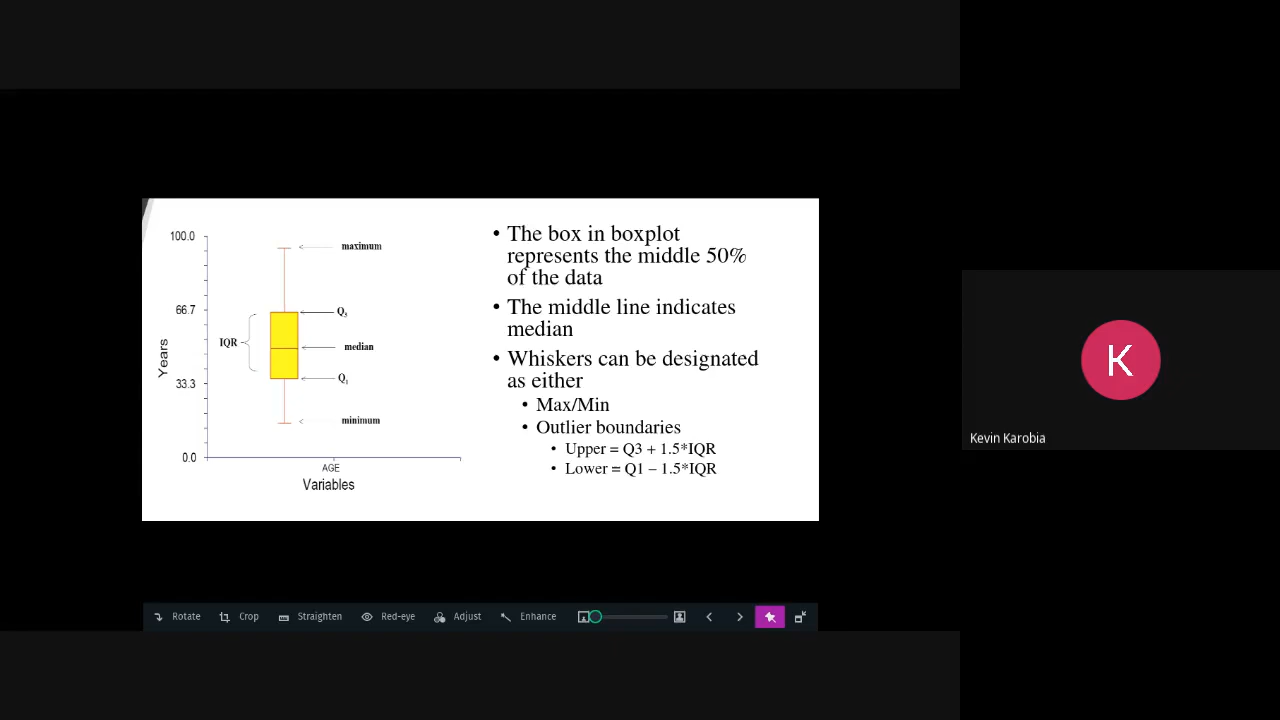 100.0
66.7
33.3
0.0
Years
maximum
Q3
IQR
median
Q1
minimum
AGE
Variables
• The box in boxplot
represents the middle 50%
of the data
• The middle line indicates
median
• Whiskers can be designated
as either
• Max/Min
• Outlier boundaries
• Upper = Q3 + 1.5*IQR
• Lower = Q1 – 1.5*IQR
K
Kevin Karobia
Rotate Crop Straighten Red-eye Adjust Enhance